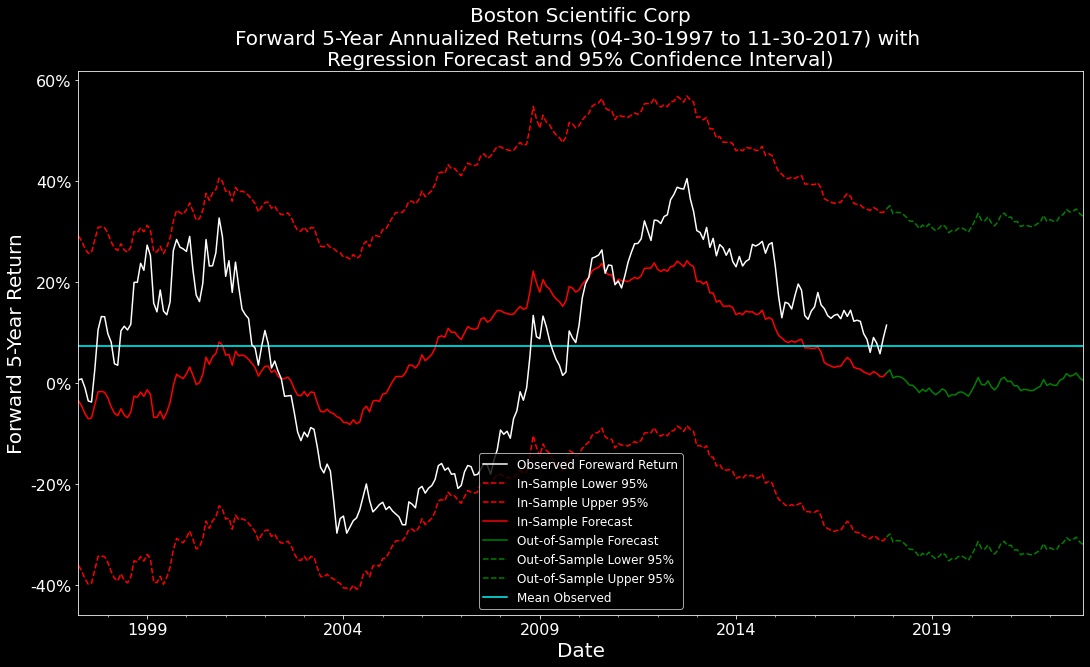 Boston Scientific Corp
Forward 5-Year Annualized Returns (04-30-1997 to 11-30-2017) with
Regression Forecast and 95% Confidence Interval)
60%
40%
20%
0%
-20%
-40%
Forward 5-Year Return
Observed Foreward Return
In-Sample Lower 95%
In-Sample Upper 95%
In-Sample Forecast
Out-of-Sample Forecast
Out-of-Sample Lower 95%
Out-of-Sample Upper 95%
Mean Observed
1999
2004
2009
2014
2019
Date